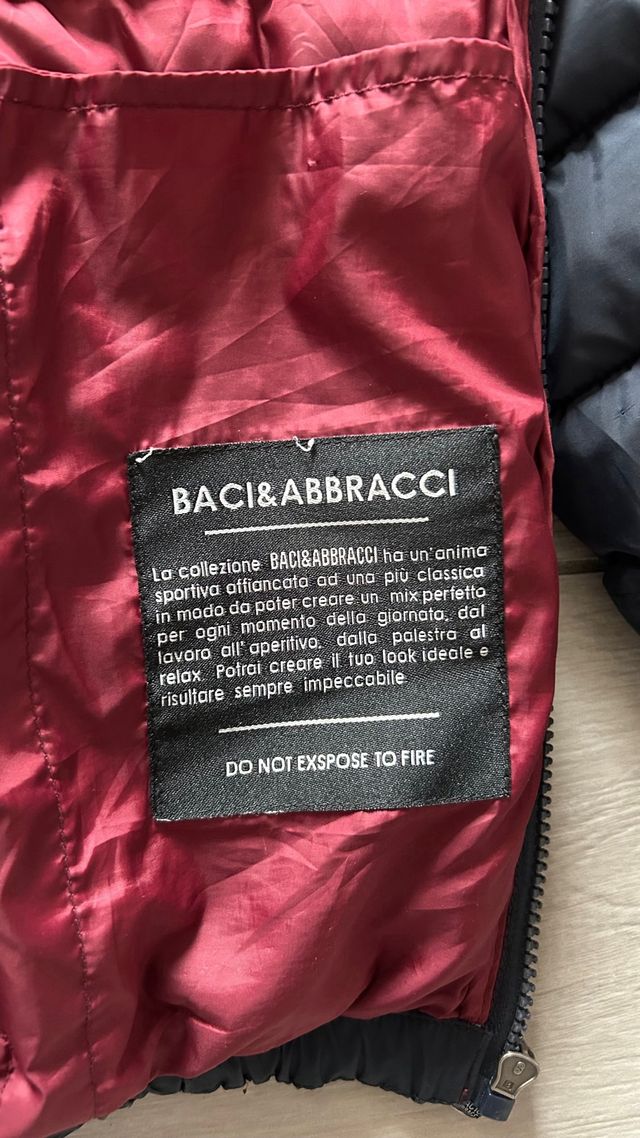 BACI&ABBRACCI
La collezione BACI&ABBRACCI ha un'anima
sportiva affiancata ad una più classica
in modo da poter creare un mix perfetto
per ogni momento della giornata, dal
lavoro all'aperitivo, dalla palestra al
relax. Potrai creare il tuo look ideale e
risultare sempre impeccabile
DO NOT EXSPOSE TO FIRE